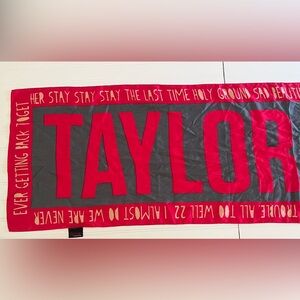 HER STAY STAY STAY THE LAST TIME HOLY GROUND SAD BEAUTI
TAYLOR
TROUBLE ALL TOO WELL 22 I ALMOST DO WE ARE NEVER
EVER GETTING BACK TOGET